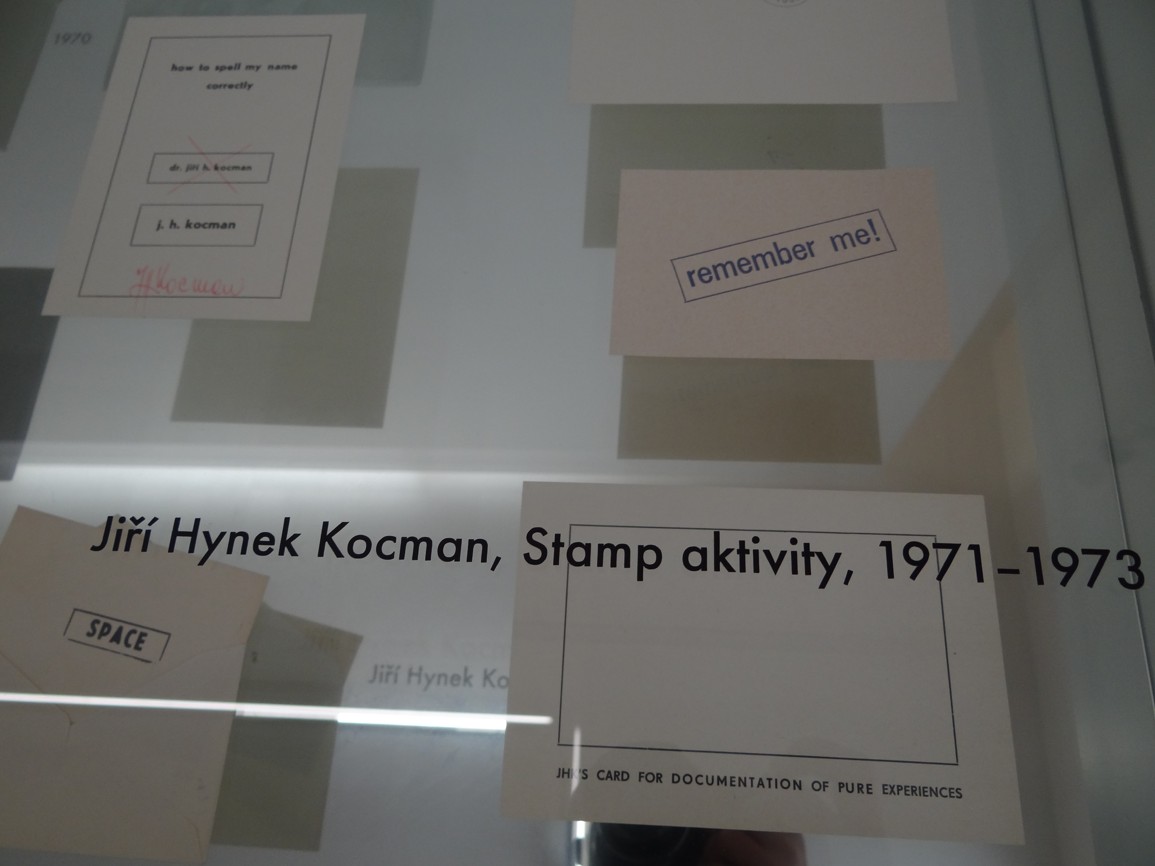 1970
how to spell my name
correctly
dr. jiří h. kocman
j. h. kocman
JHKocman
remember me!
Jiří Hynek Kocman, Stamp aktivity, 1971–1973
SPACE
Jiří Hynek Ko
JHK'S CARD FOR DOCUMENTATION OF PURE EXPERIENCES